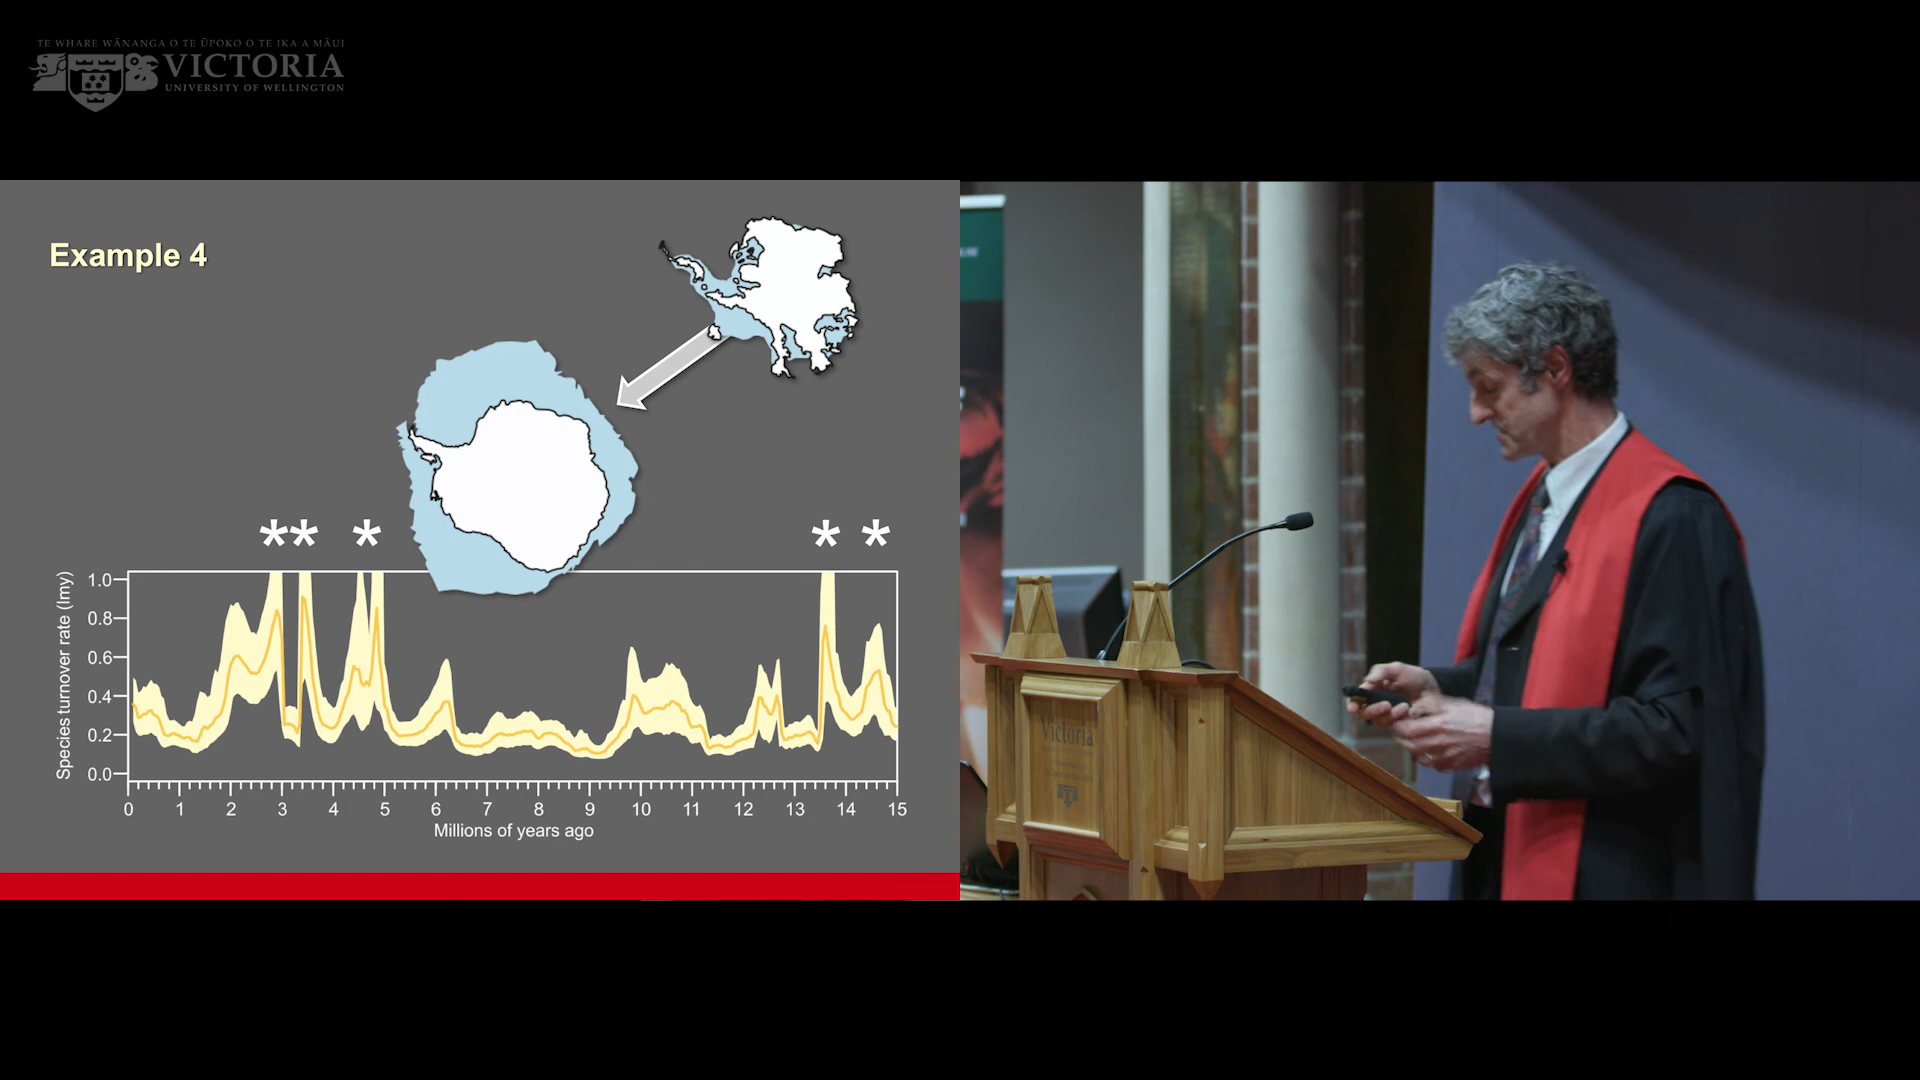 TE WHARE WĀNANGA O TE ŪPOKO O TE IKA A MĀUI
VICTORIA
UNIVERSITY OF WELLINGTON
Example 4
** * * *
Species turnover rate (lmy)
1.0
0.8
0.6
0.4
0.2
0.0
0 1 2 3 4 5 6 7 8 9 10 11 12 13 14 15
Millions of years ago
Victoria